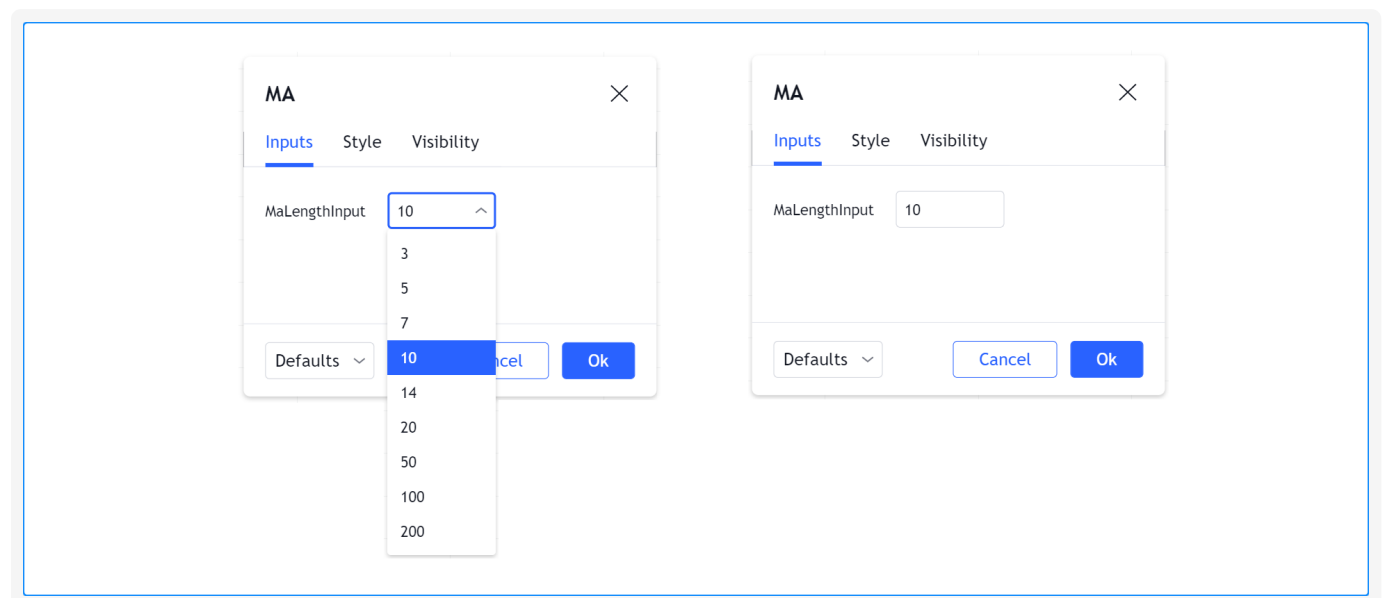 MA
Inputs Style Visibility
MaLengthInput 10
3
5
7
10
14
20
50
100
200
Defaults ncel Ok
MA
Inputs Style Visibility
MaLengthInput 10
Defaults Cancel Ok